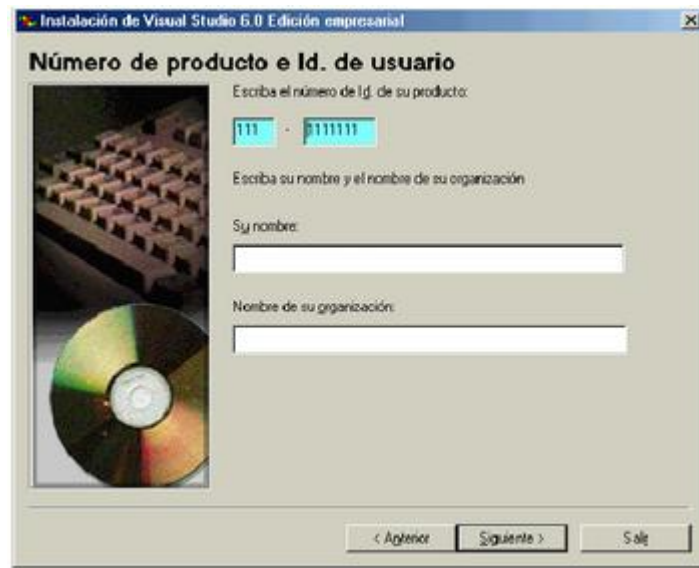 Instalación de Visual Studio 6.0 Edición empresarial
Número de producto e Id. de usuario
Escriba el número de Id. de su producto:
111 - 1111111
Escriba su nombre y el nombre de su organización
Su nombre:
Nombre de su organización:
< Anterior Siguiente > Salir